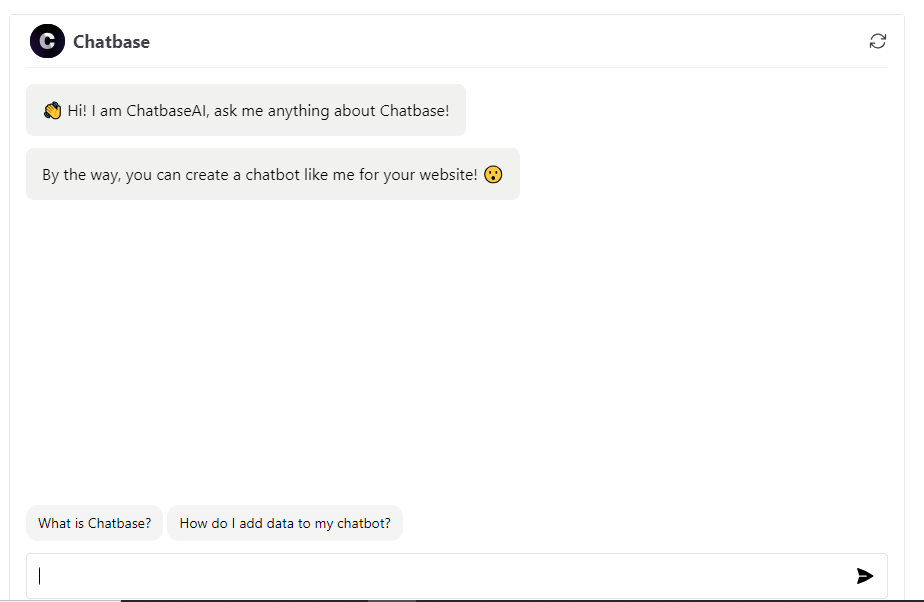 C Chatbase
👋 Hi! I am ChatbaseAI, ask me anything about Chatbase!
By the way, you can create a chatbot like me for your website! 😮
What is Chatbase? How do I add data to my chatbot?